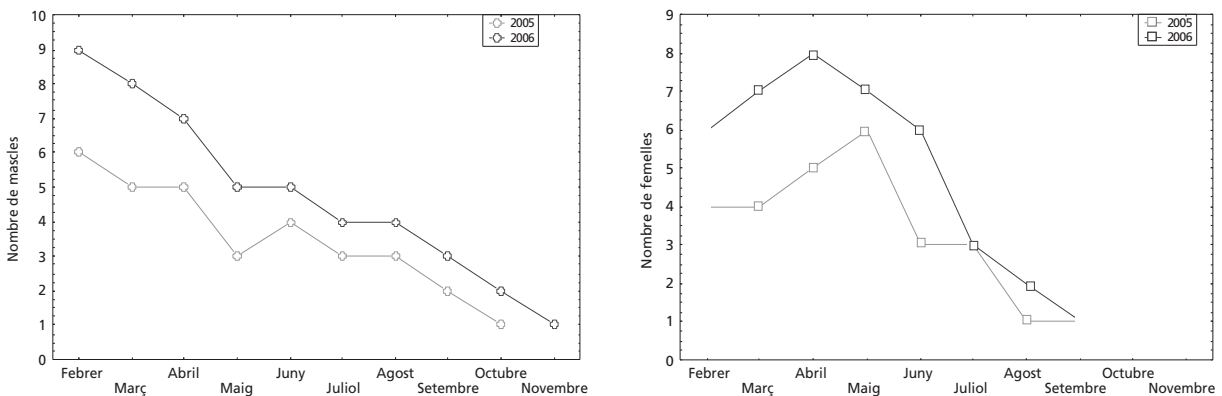 10
9
8
7
6
5
4
3
2
1
0
Nombre de mascles
2005
2006
Febrer
Març
Abril
Maig
Juny
Juliol
Agost
Setembre
Octubre
Novembre
9
8
7
6
5
4
3
2
1
0
Nombre de femelles
2005
2006
Febrer
Març
Abril
Maig
Juny
Juliol
Agost
Setembre
Octubre
Novembre